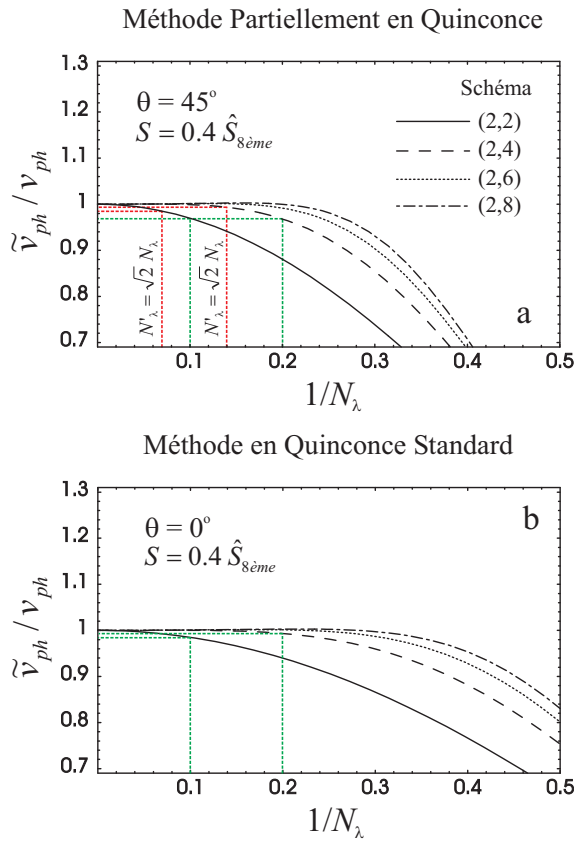 Méthode Partiellement en Quinconce
1.3
1.2
1.1
1
0.9
0.8
0.7
ṽph / vph
θ = 45°
S = 0.4 Ŝ8ème
Schéma
(2,2)
(2,4)
(2,6)
(2,8)
N'λ = √2 Nλ
N'λ = √2 Nλ
a
0.1 0.2 0.3 0.4 0.5
1/Nλ
Méthode en Quinconce Standard
1.3
1.2
1.1
1
0.9
0.8
0.7
ṽph / vph
θ = 0°
S = 0.4 Ŝ8ème
b
0.1 0.2 0.3 0.4 0.5
1/Nλ